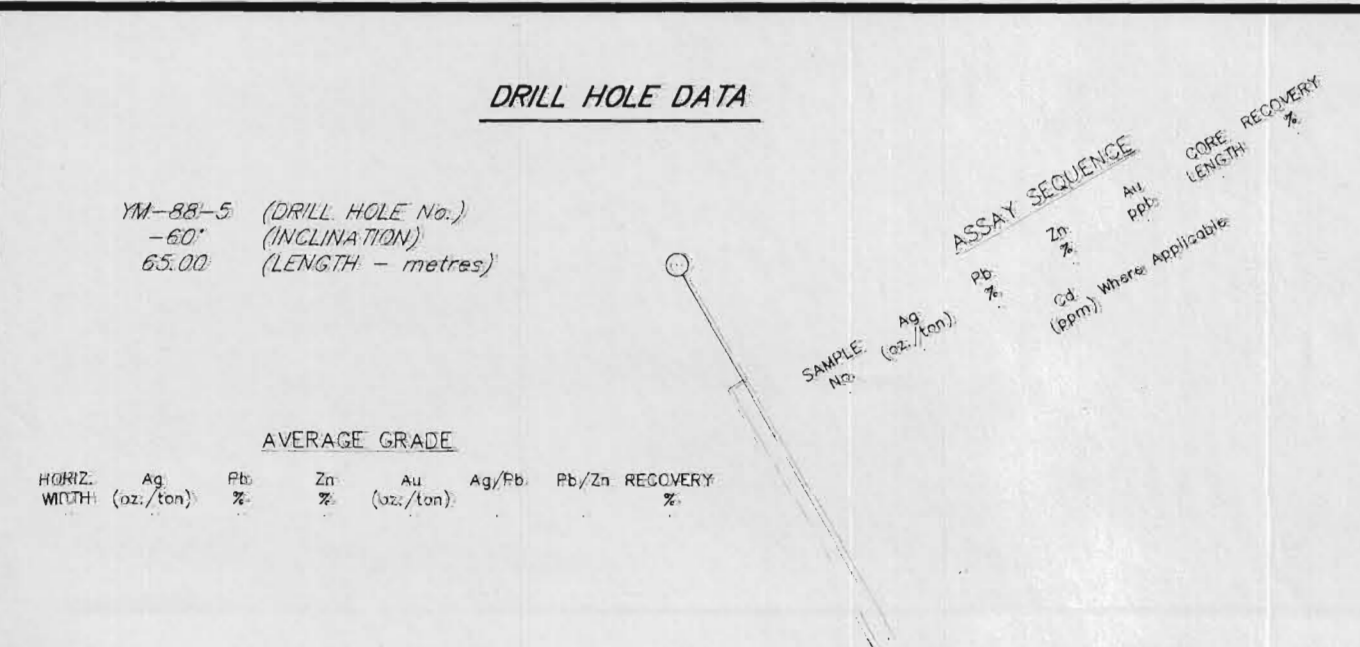 DRILL HOLE DATA
YM-88-5 (DRILL HOLE No.)
-60° (INCLINATION)
65.00 (LENGTH - metres)
ASSAY SEQUENCE
SAMPLE Ag Pb Zn Au CORE RECOVERY
No. (oz./ton) % % ppb LENGTH %
Cd
(ppm) Where Applicable
AVERAGE GRADE
HORIZ. Ag Pb Zn Au Ag/Pb Pb/Zn RECOVERY
WIDTH (oz./ton) % % (oz./ton) %